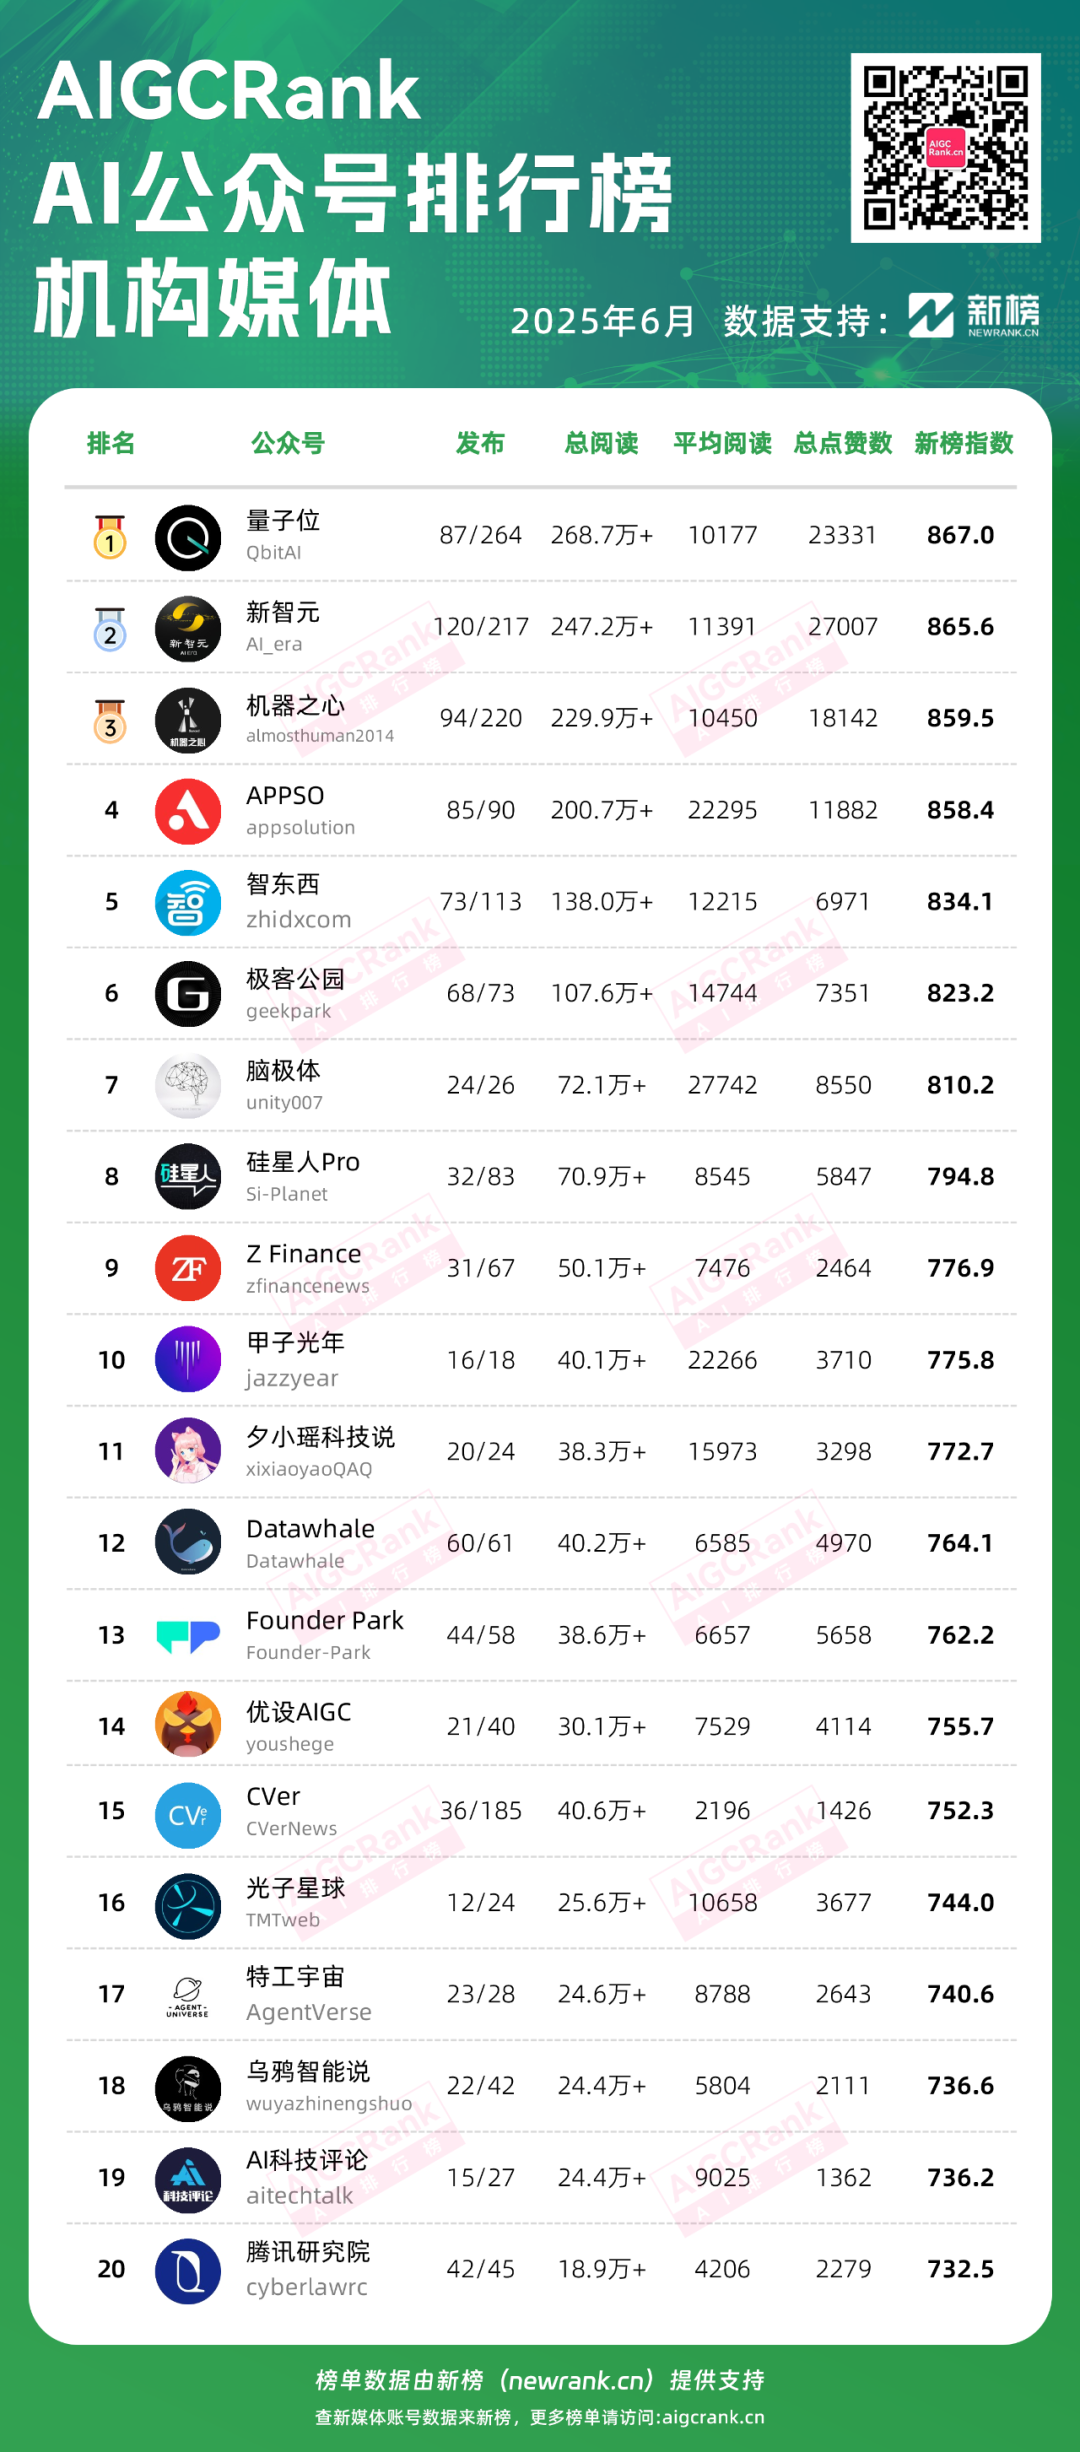 AIGCRank
AI公众号排行榜
机构媒体
AIGC
Rank.cn
2025年6月 数据支持: 新榜
NEWRANK.CN
排名 公众号 发布 总阅读 平均阅读 总点赞数 新榜指数
1 量子位 87/264 268.7万+ 10177 23331 867.0
QbitAI
2 新智元 120/217 247.2万+ 11391 27007 865.6
AI_era
3 机器之心 94/220 229.9万+ 10450 18142 859.5
almosthuman2014
4 APPSO 85/90 200.7万+ 22295 11882 858.4
appsolution
5 智东西 73/113 138.0万+ 12215 6971 834.1
zhidxcom
6 极客公园 68/73 107.6万+ 14744 7351 823.2
geekpark
7 脑极体 24/26 72.1万+ 27742 8550 810.2
unity007
8 硅星人Pro 32/83 70.9万+ 8545 5847 794.8
Si-Planet
9 Z Finance 31/67 50.1万+ 7476 2464 776.9
zfinancenews
10 甲子光年 16/18 40.1万+ 22266 3710 775.8
jazzyear
11 夕小瑶科技说 20/24 38.3万+ 15973 3298 772.7
xixiaoyaoQAQ
12 Datawhale 60/61 40.2万+ 6585 4970 764.1
Datawhale
13 Founder Park 44/58 38.6万+ 6657 5658 762.2
Founder-Park
14 优设AIGC 21/40 30.1万+ 7529 4114 755.7
youshege
15 CVer 36/185 40.6万+ 2196 1426 752.3
CVerNews
16 光子星球 12/24 25.6万+ 10658 3677 744.0
TMTweb
17 特工宇宙 23/28 24.6万+ 8788 2643 740.6
AgentVerse
18 乌鸦智能说 22/42 24.4万+ 5804 2111 736.6
wuyazhinengshuo
19 AI科技评论 15/27 24.4万+ 9025 1362 736.2
aitechtalk
20 腾讯研究院 42/45 18.9万+ 4206 2279 732.5
cyberlawrc
榜单数据由新榜（newrank.cn）提供支持
查新媒体账号数据来新榜，更多榜单请访问:aigcrank.cn